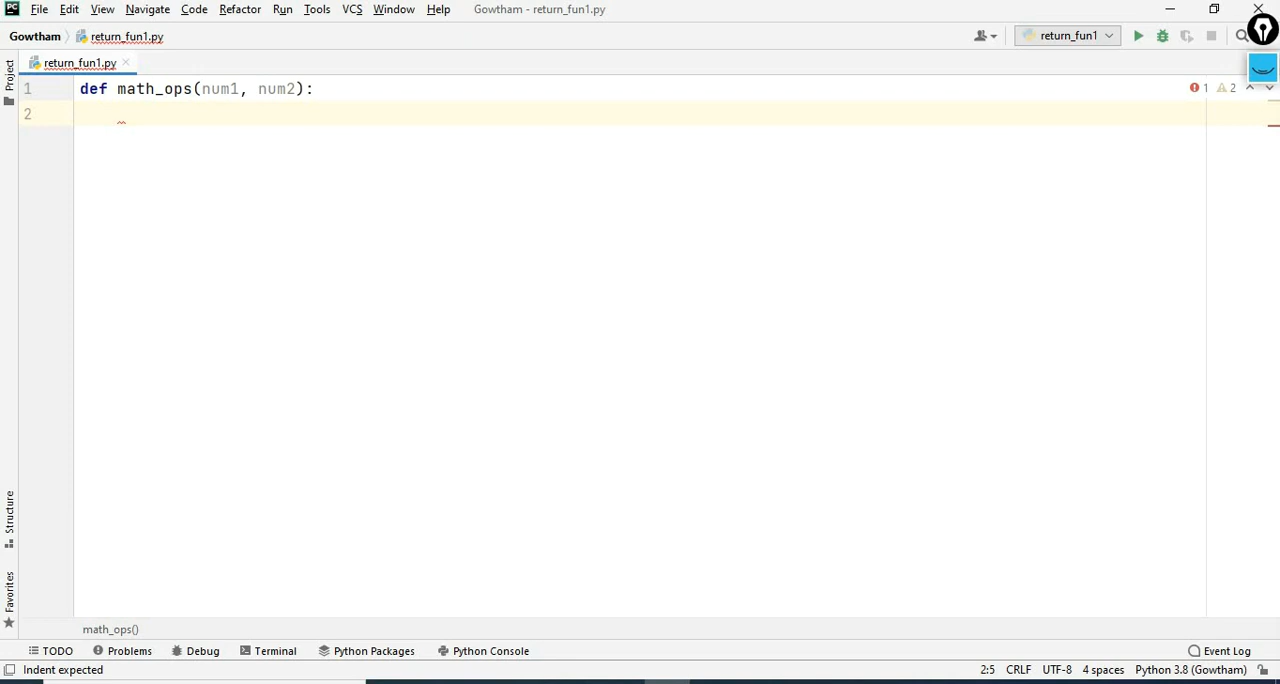 PC File Edit View Navigate Code Refactor Run Tools VCS Window Help Gowtham - return_fun1.py
Gowtham return_fun1.py return_fun1
return_fun1.py
Project
1 def math_ops(num1, num2): 1 2
2
Structure
Favorites
math_ops()
TODO Problems Debug Terminal Python Packages Python Console Event Log
Indent expected 2:5 CRLF UTF-8 4 spaces Python 3.8 (Gowtham)